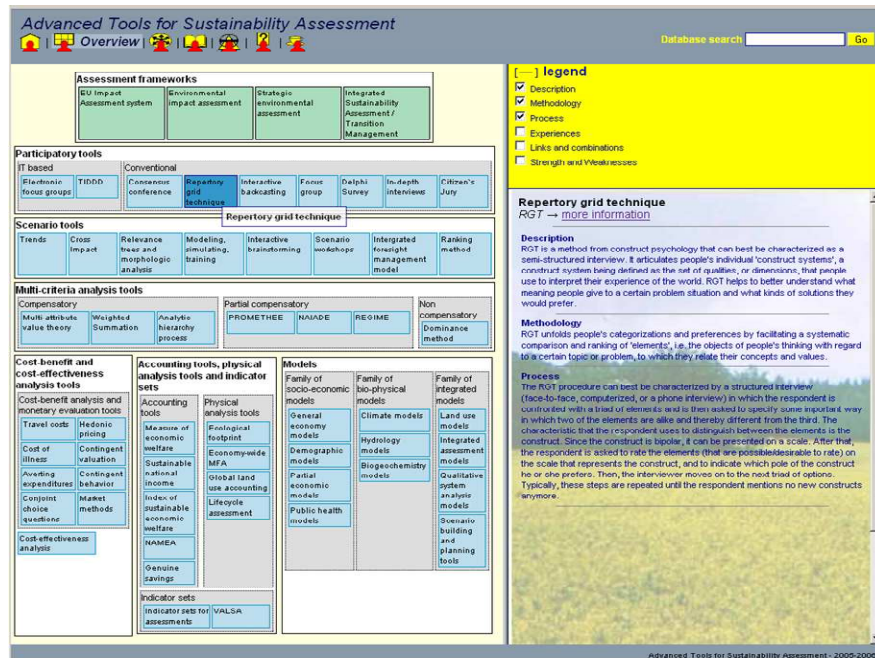 Advanced Tools for Sustainability Assessment
Overview
Database search
Go
Assessment frameworks
EU Impact
Assessment system
Environmental
impact assessment
Strategic
environmental
assessment
Integrated
Sustainability
Assessment /
Transition
Management
Participatory tools
IT based
Electronic
focus groups
TIDDD
Conventional
Consensus
conference
Repertory
grid
technique
Interactive
backcasting
Focus
group
Delphi
Survey
In-depth
interviews
Citizen's
Jury
Repertory grid technique
Scenario tools
Trends
Cross
Impact
Relevance
trees and
morphologic
analysis
Modeling,
simulating,
training
Interactive
brainstorming
Scenario
workshops
Intergrated
foresight
management
model
Ranking
method
Multi-criteria analysis tools
Compensatory
Multi attribute
value theory
Weighted
Summation
Analytic
hierarchy
process
Partial compensatory
PROMETHEE
NAIADE
REGIME
Non
compensatory
Dominance
method
Cost-benefit and
cost-effectiveness
analysis tools
Cost-benefit analysis and
monetary evaluation tools
Travel costs
Hedonic
pricing
Cost of
illness
Contingent
valuation
Averting
expenditures
Contingent
behavior
Conjoint
choice
questions
Market
methods
Cost-effectiveness
analysis
Accounting tools, physical
analysis tools and indicator
sets
Accounting
tools
Measure of
economic
welfare
Sustainable
national
income
Index of
sustainable
economic
welfare
NAMEA
Genuine
savings
Physical
analysis tools
Ecological
footprint
Economy-wide
MFA
Global land
use accounting
Lifecycle
assessment
Indicator sets
Indicator sets for
assessments
VALSA
Models
Family of
socio-economic
models
General
economy
models
Demographic
models
Partial
economic
models
Public health
models
Family of
bio-physical
models
Climate models
Hydrology
models
Biogeochemistry
models
Family of
integrated
models
Land use
models
Integrated
assessment
models
Qualitative
system
analysis
models
Scenario
building
and
planning
tools
[—] legend
Description
Methodology
Process
Experiences
Links and combinations
Strength and Weaknesses
Repertory grid technique
RGT → more information
Description
RGT is a method from construct psychology that can best be characterized as a
semi-structured interview. It articulates people's individual 'construct systems', a
construct system being defined as the set of qualities, or dimensions, that people
use to interpret their experience of the world. RGT helps to better understand what
meaning people give to a certain problem situation and what kinds of solutions they
would prefer.
Methodology
RGT unfolds people's categorizations and preferences by facilitating a systematic
comparison and ranking of 'elements', i.e. the objects of people's thinking with regard
to a certain topic or problem, to which they relate their concepts and values.
Process
The RGT procedure can best be characterized by a structured interview
(face-to-face, computerized, or a phone interview) in which the respondent is
confronted with a triad of elements and is then asked to specify some important way
in which two of the elements are alike and thereby different from the third. The
characteristic that the respondent uses to distinguish between the elements is the
construct. Since the construct is bipolar, it can be presented on a scale. After that,
the respondent is asked to rate the elements (that are possible/desirable to rate) on
the scale that represents the construct, and to indicate which pole of the construct
he or she prefers. Then, the interviewer moves on to the next triad of options.
Typically, these steps are repeated until the respondent mentions no new constructs
anymore.
Advanced Tools for Sustainability Assessment - 2005-2006